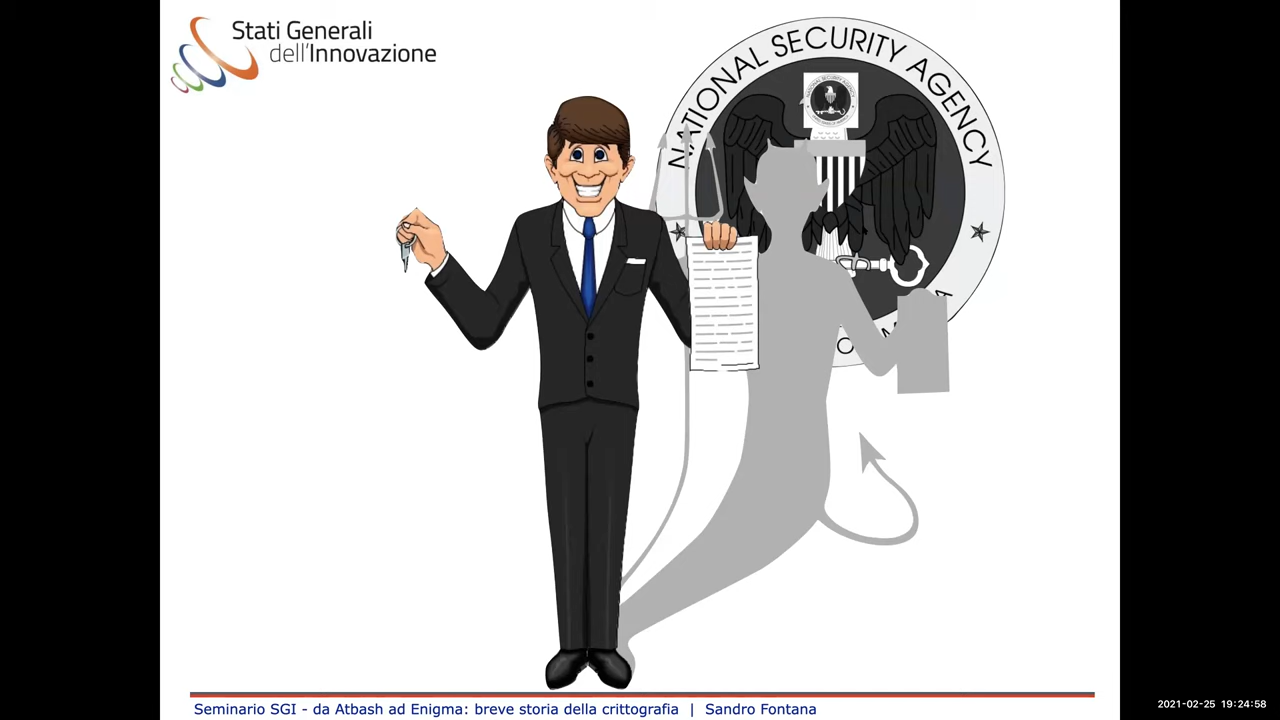 Stati Generali
dell'Innovazione
NATIONAL SECURITY AGENCY
Seminario SGI - da Atbash ad Enigma: breve storia della crittografia | Sandro Fontana
2021-02-25 19:24:58